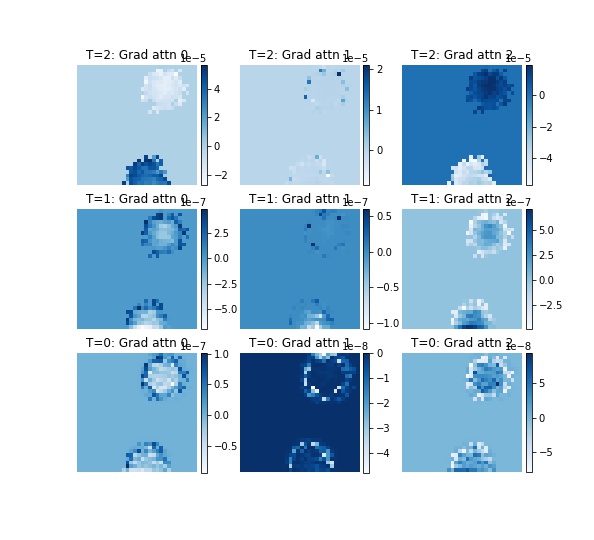 T=2: Grad attn 0
1e−5
T=2: Grad attn 1
1e−5
T=2: Grad attn 2
1e−5
4
2
0
−2
2
1
0
0
−2
−4
T=1: Grad attn 0
1e−7
T=1: Grad attn 1
T=1: Grad attn 2
1e−7
2.5
0.0
−2.5
−5.0
0.5
0.0
−0.5
−1.0
5.0
2.5
0.0
−2.5
T=0: Grad attn 0
1e−7
T=0: Grad attn 1
1e−8
T=0: Grad attn 2
1e−8
1.0
0.5
0.0
−0.5
0
−1
−2
−3
−4
5
0
−5